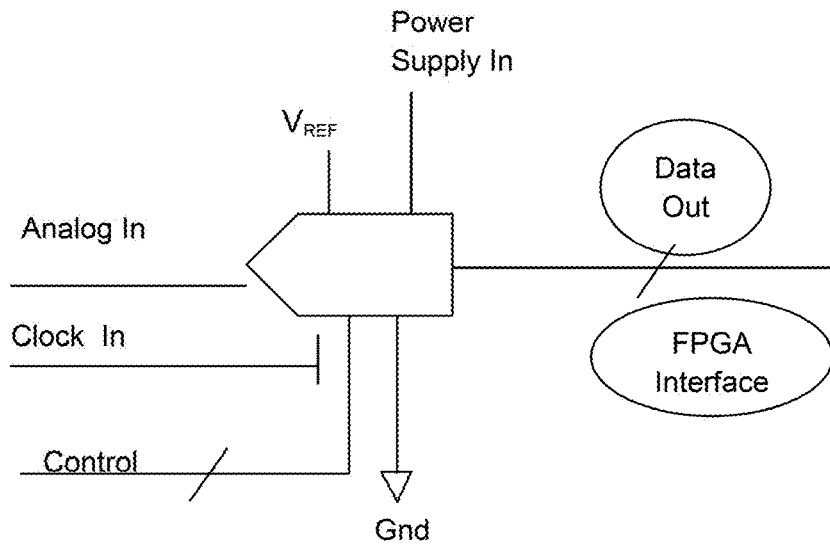 Power
Supply In
VREF
Data
Out
Analog In
Clock In
FPGA
Interface
Control
Gnd